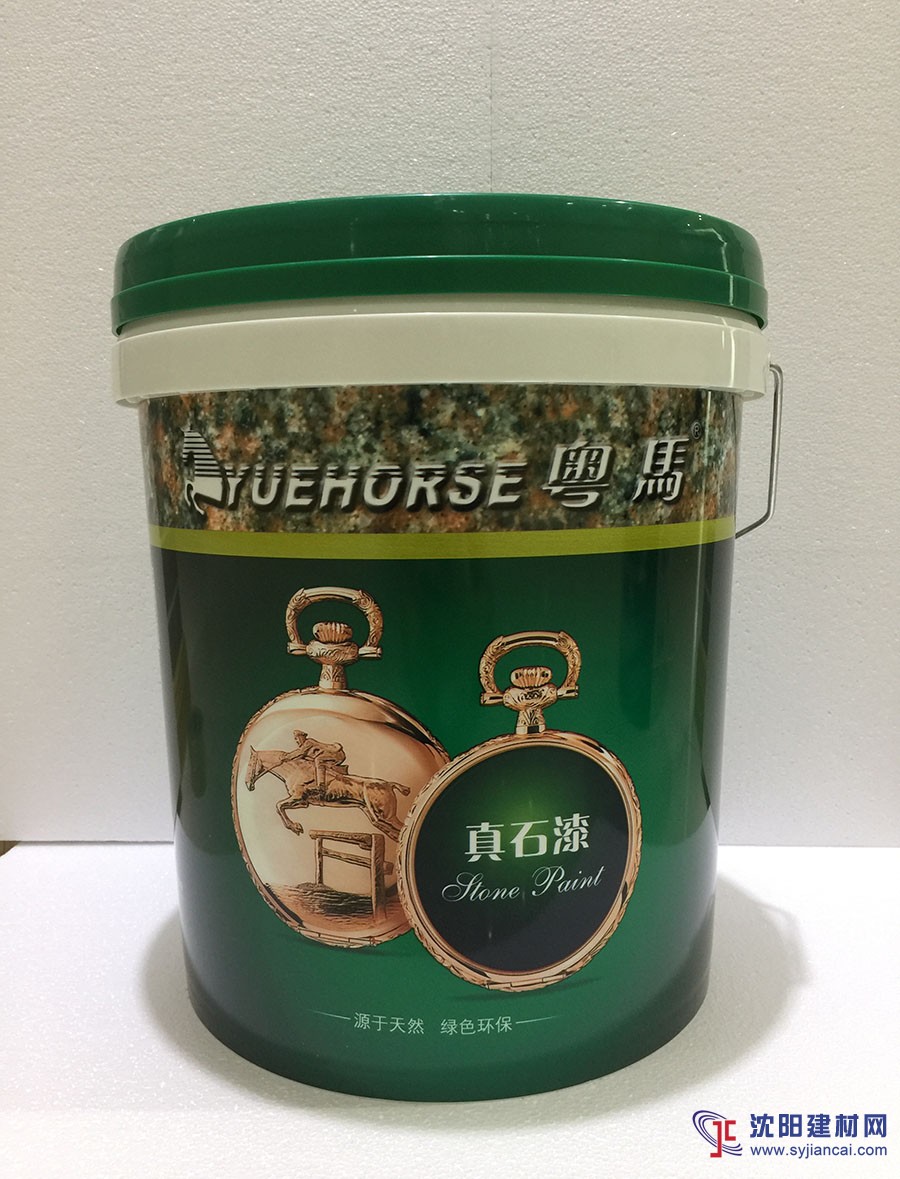 YUEHORSE 粤馬®
真石漆
Stone Paint
源于天然 绿色环保
沈阳建材网
www.syjiancai.com